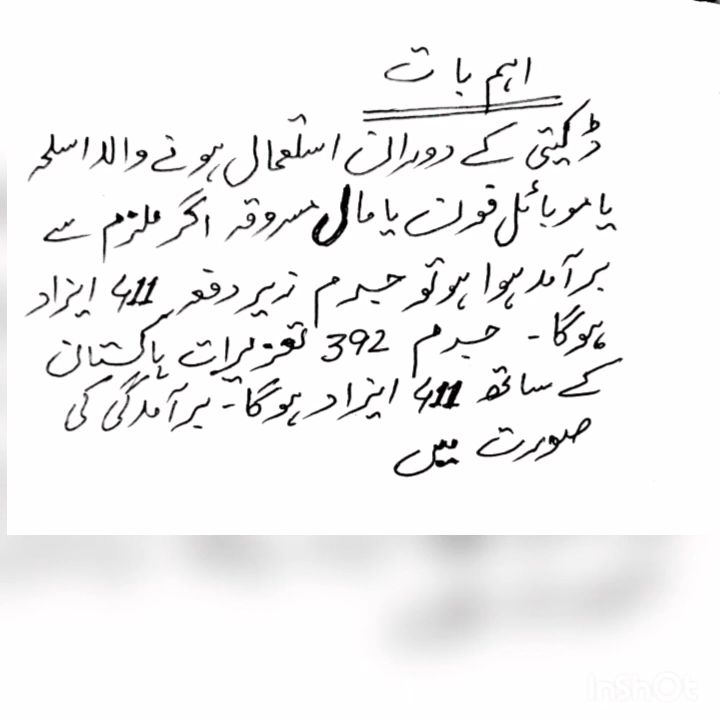 اہم بات
ڈکیتی کے دوران استعمال ہونے والا اسلحہ
یا موبائل فون یا مال مسروقہ اگر ملزم سے
برآمد ہوا ہو تو جرم زیر دفعہ 411 ایزاد
ہوگا - جرم 392 تعزیرات پاکستان
کے ساتھ 411 ایزاد ہوگا - برآمدگی کی
صورت میں
InShOt